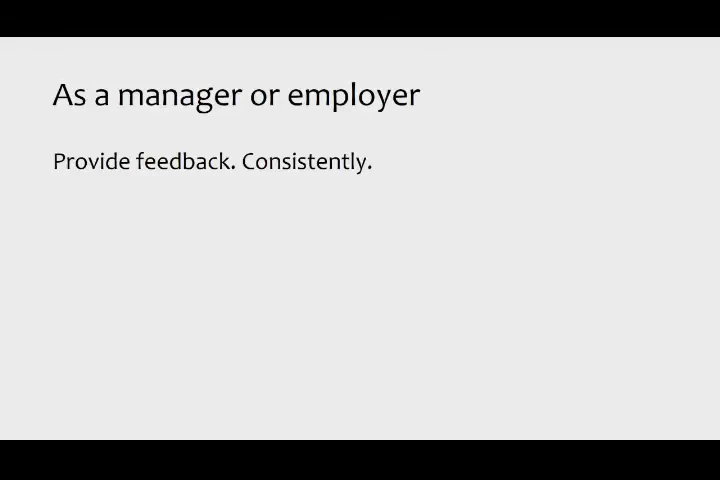 As a manager or employer
Provide feedback. Consistently.